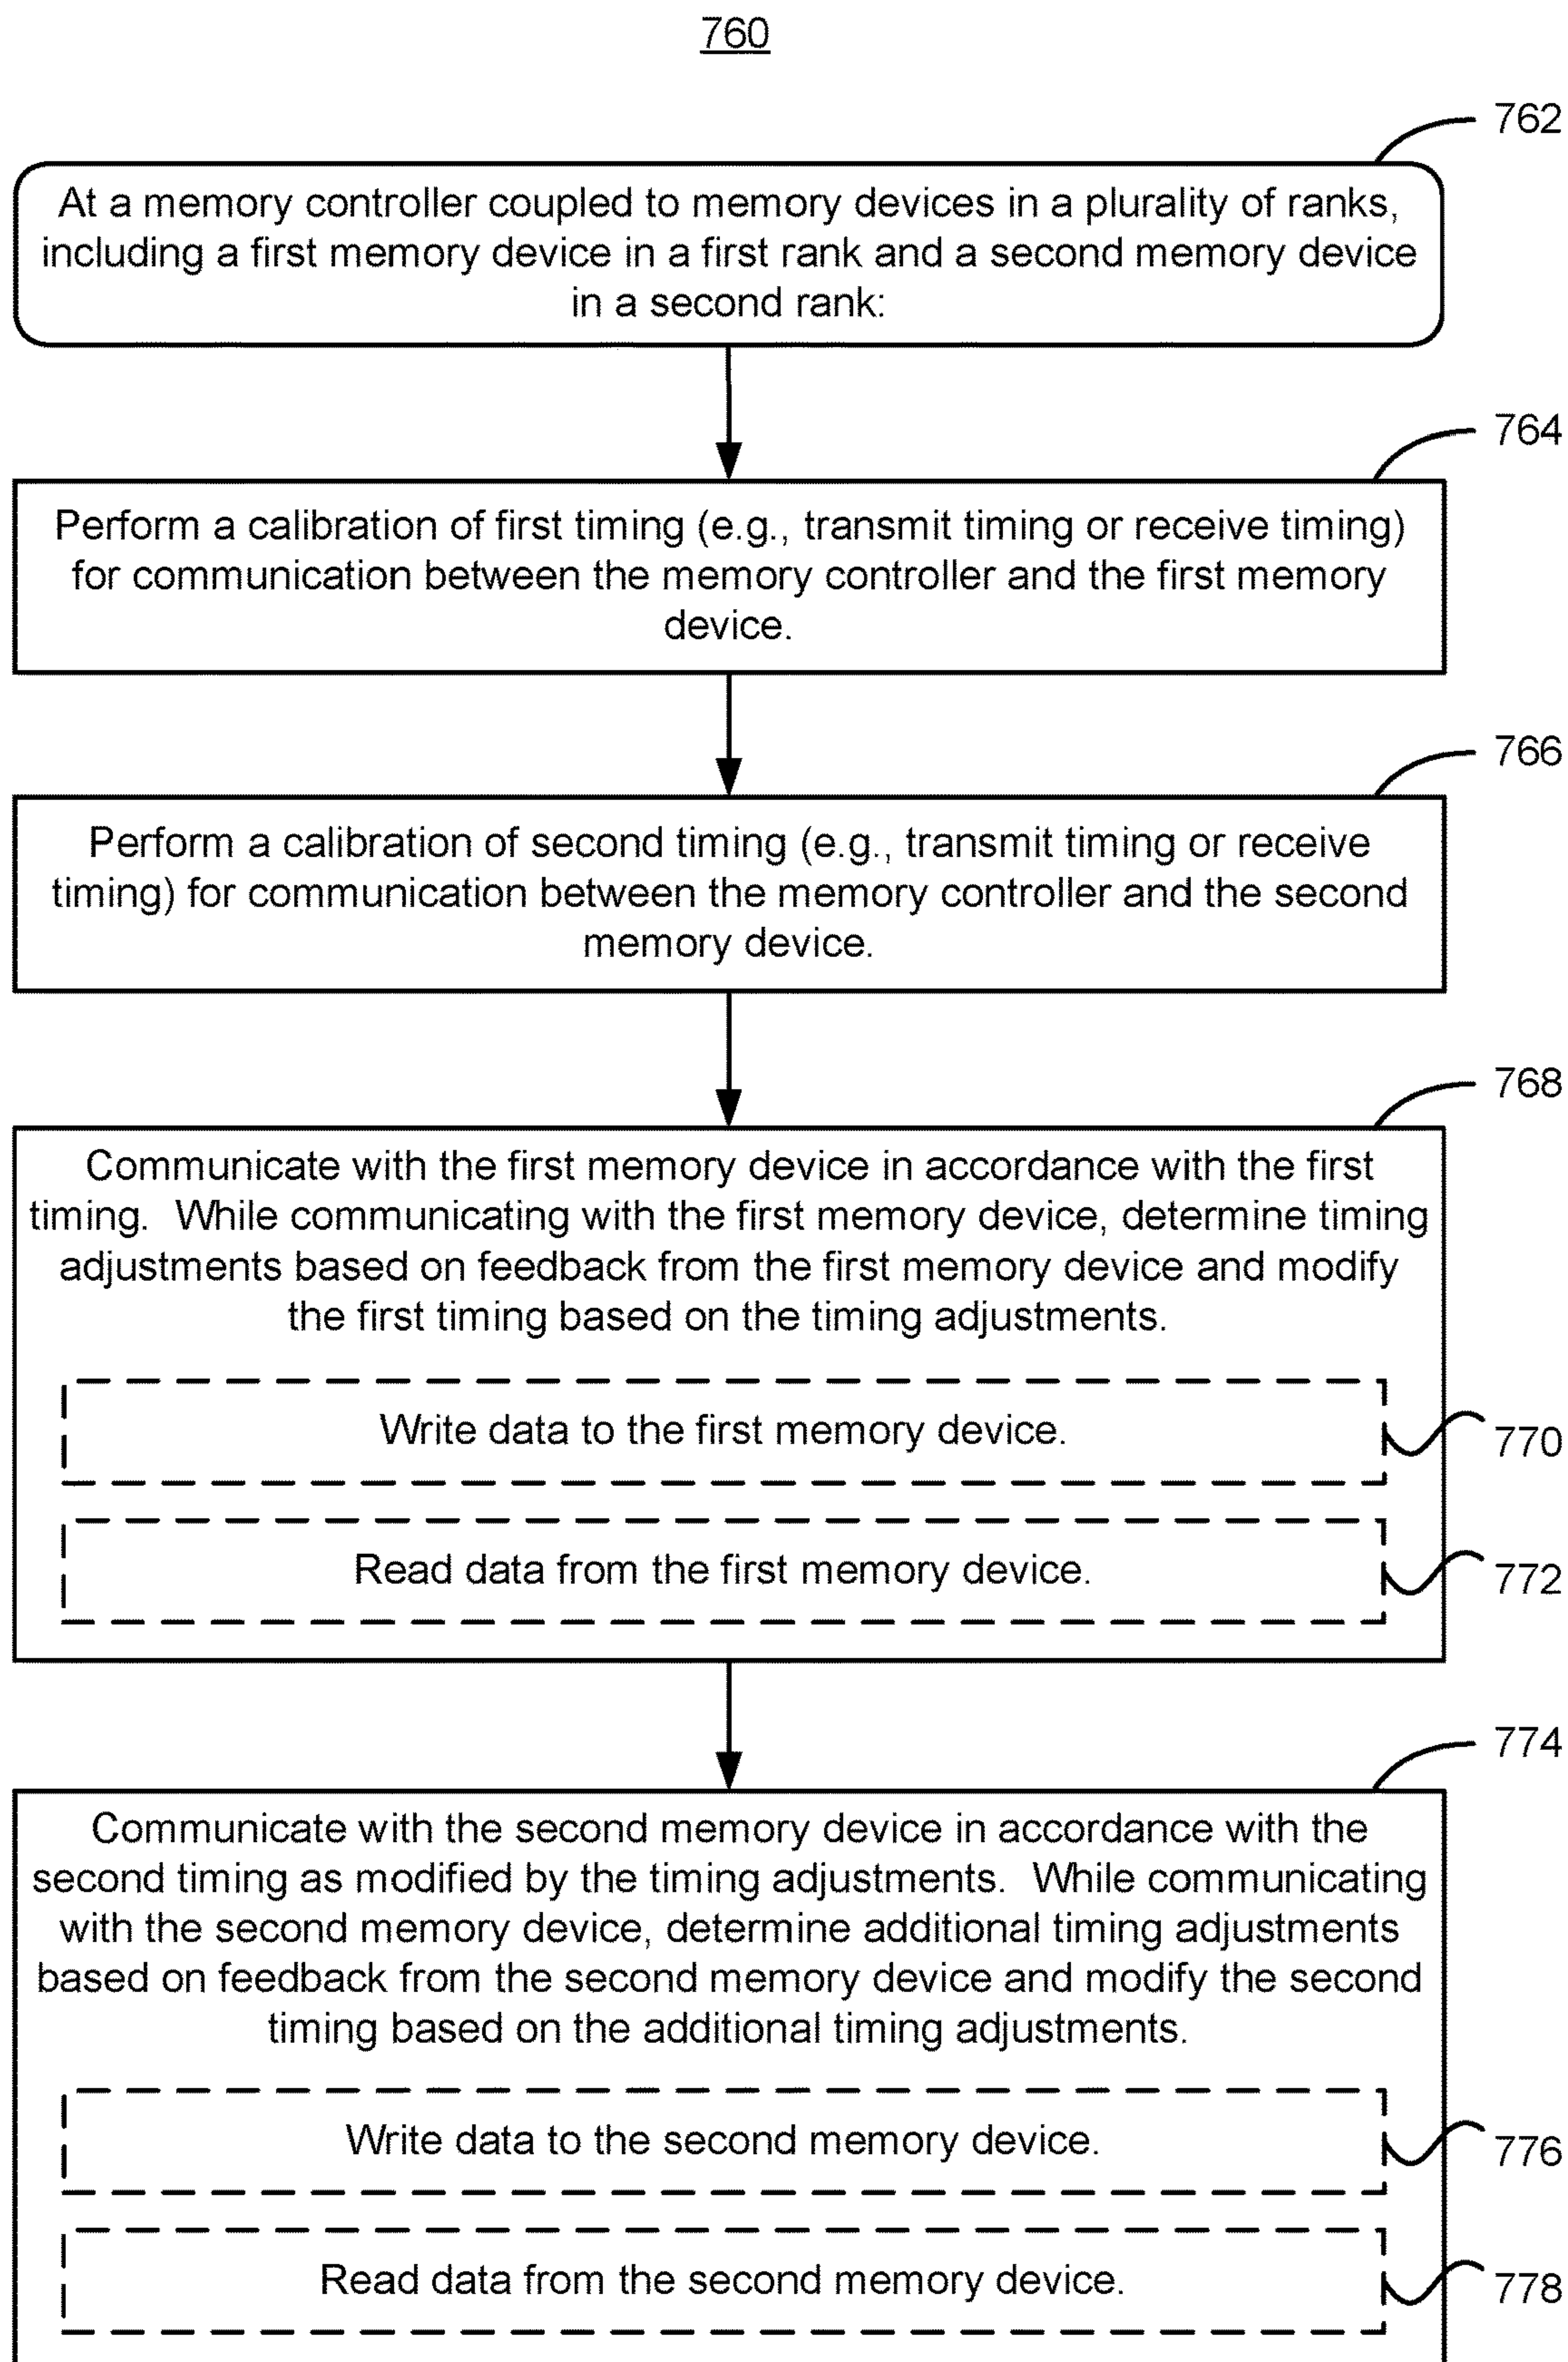 760
762
At a memory controller coupled to memory devices in a plurality of ranks,
including a first memory device in a first rank and a second memory device
in a second rank:
764
Perform a calibration of first timing (e.g., transmit timing or receive timing)
for communication between the memory controller and the first memory
device.
766
Perform a calibration of second timing (e.g., transmit timing or receive
timing) for communication between the memory controller and the second
memory device.
768
Communicate with the first memory device in accordance with the first
timing.  While communicating with the first memory device, determine timing
adjustments based on feedback from the first memory device and modify
the first timing based on the timing adjustments.
Write data to the first memory device.
770
Read data from the first memory device.
772
774
Communicate with the second memory device in accordance with the
second timing as modified by the timing adjustments.  While communicating
with the second memory device, determine additional timing adjustments
based on feedback from the second memory device and modify the second
timing based on the additional timing adjustments.
Write data to the second memory device.
776
Read data from the second memory device.
778